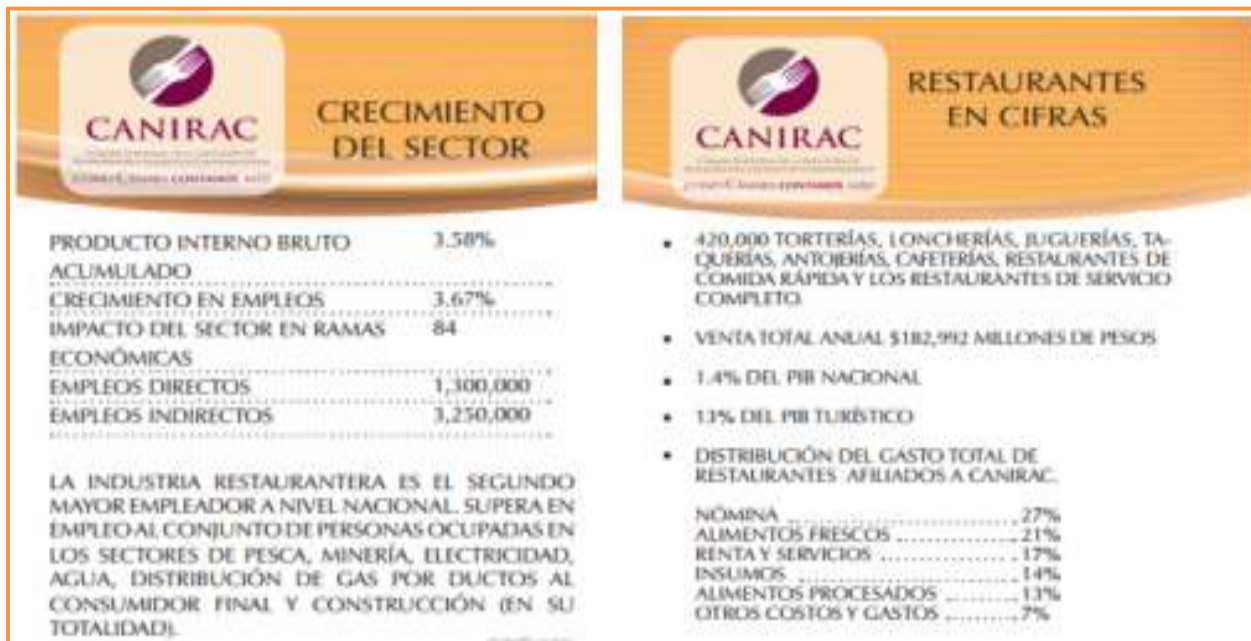 CANIRAC
CRECIMIENTO
DEL SECTOR
PRODUCTO INTERNO BRUTO 3.58%
ACUMULADO
CRECIMIENTO EN EMPLEOS 3.67%
IMPACTO DEL SECTOR EN RAMAS 84
ECONÓMICAS
EMPLEOS DIRECTOS 1,300,000
EMPLEOS INDIRECTOS 3,250,000
LA INDUSTRIA RESTAURANTERA ES EL SEGUNDO
MAYOR EMPLEADOR A NIVEL NACIONAL. SUPERA EN
EMPLEO AL CONJUNTO DE PERSONAS OCUPADAS EN
LOS SECTORES DE PESCA, MINERÍA, ELECTRICIDAD,
AGUA, DISTRIBUCIÓN DE GAS POR DUCTOS AL
CONSUMIDOR FINAL Y CONSTRUCCIÓN (EN SU
TOTALIDAD).
CANIRAC
RESTAURANTES
EN CIFRAS
• 420,000 TORTERÍAS, LONCHERÍAS, JUGUERÍAS, TA-
QUERÍAS, ANTOJERÍAS, CAFETERÍAS, RESTAURANTES DE
COMIDA RÁPIDA Y LOS RESTAURANTES DE SERVICIO
COMPLETO.
• VENTA TOTAL ANUAL $182,992 MILLONES DE PESOS
• 1.4% DEL PIB NACIONAL
• 13% DEL PIB TURÍSTICO
• DISTRIBUCIÓN DEL GASTO TOTAL DE
RESTAURANTES AFILIADOS A CANIRAC.
NÓMINA 27%
ALIMENTOS FRESCOS 21%
RENTA Y SERVICIOS 17%
INSUMOS 14%
ALIMENTOS PROCESADOS 13%
OTROS COSTOS Y GASTOS 7%